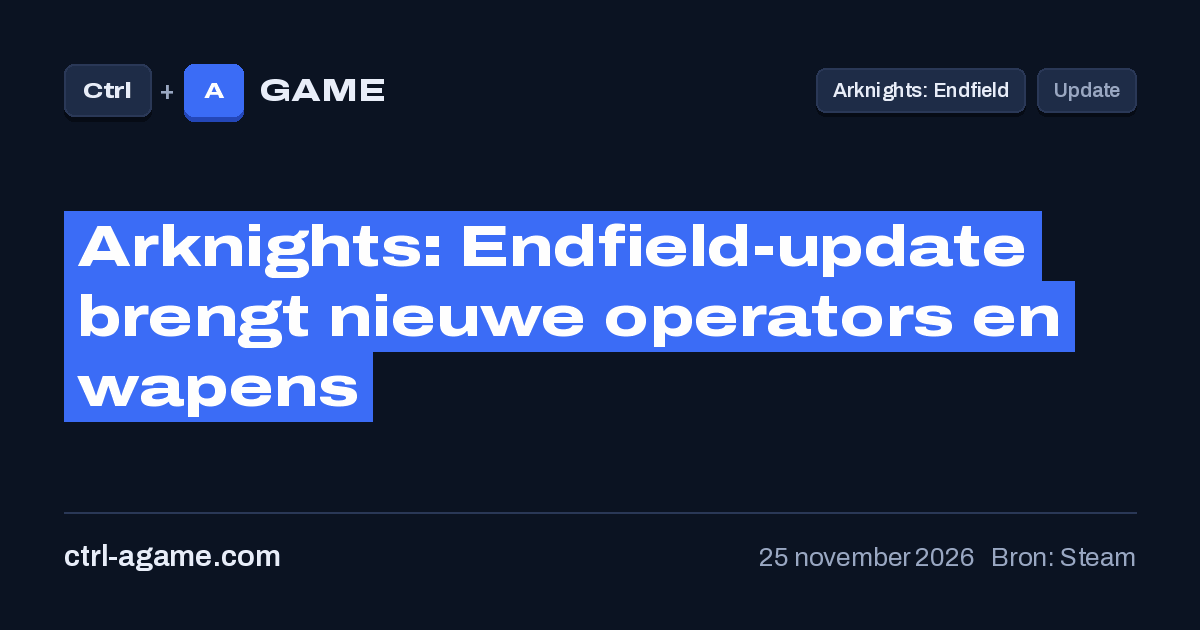 Ctrl + A GAME
Arknights: Endfield Update
Arknights: Endfield-update
brengt nieuwe operators en
wapens
ctrl-agame.com
25 november 2026 Bron: Steam